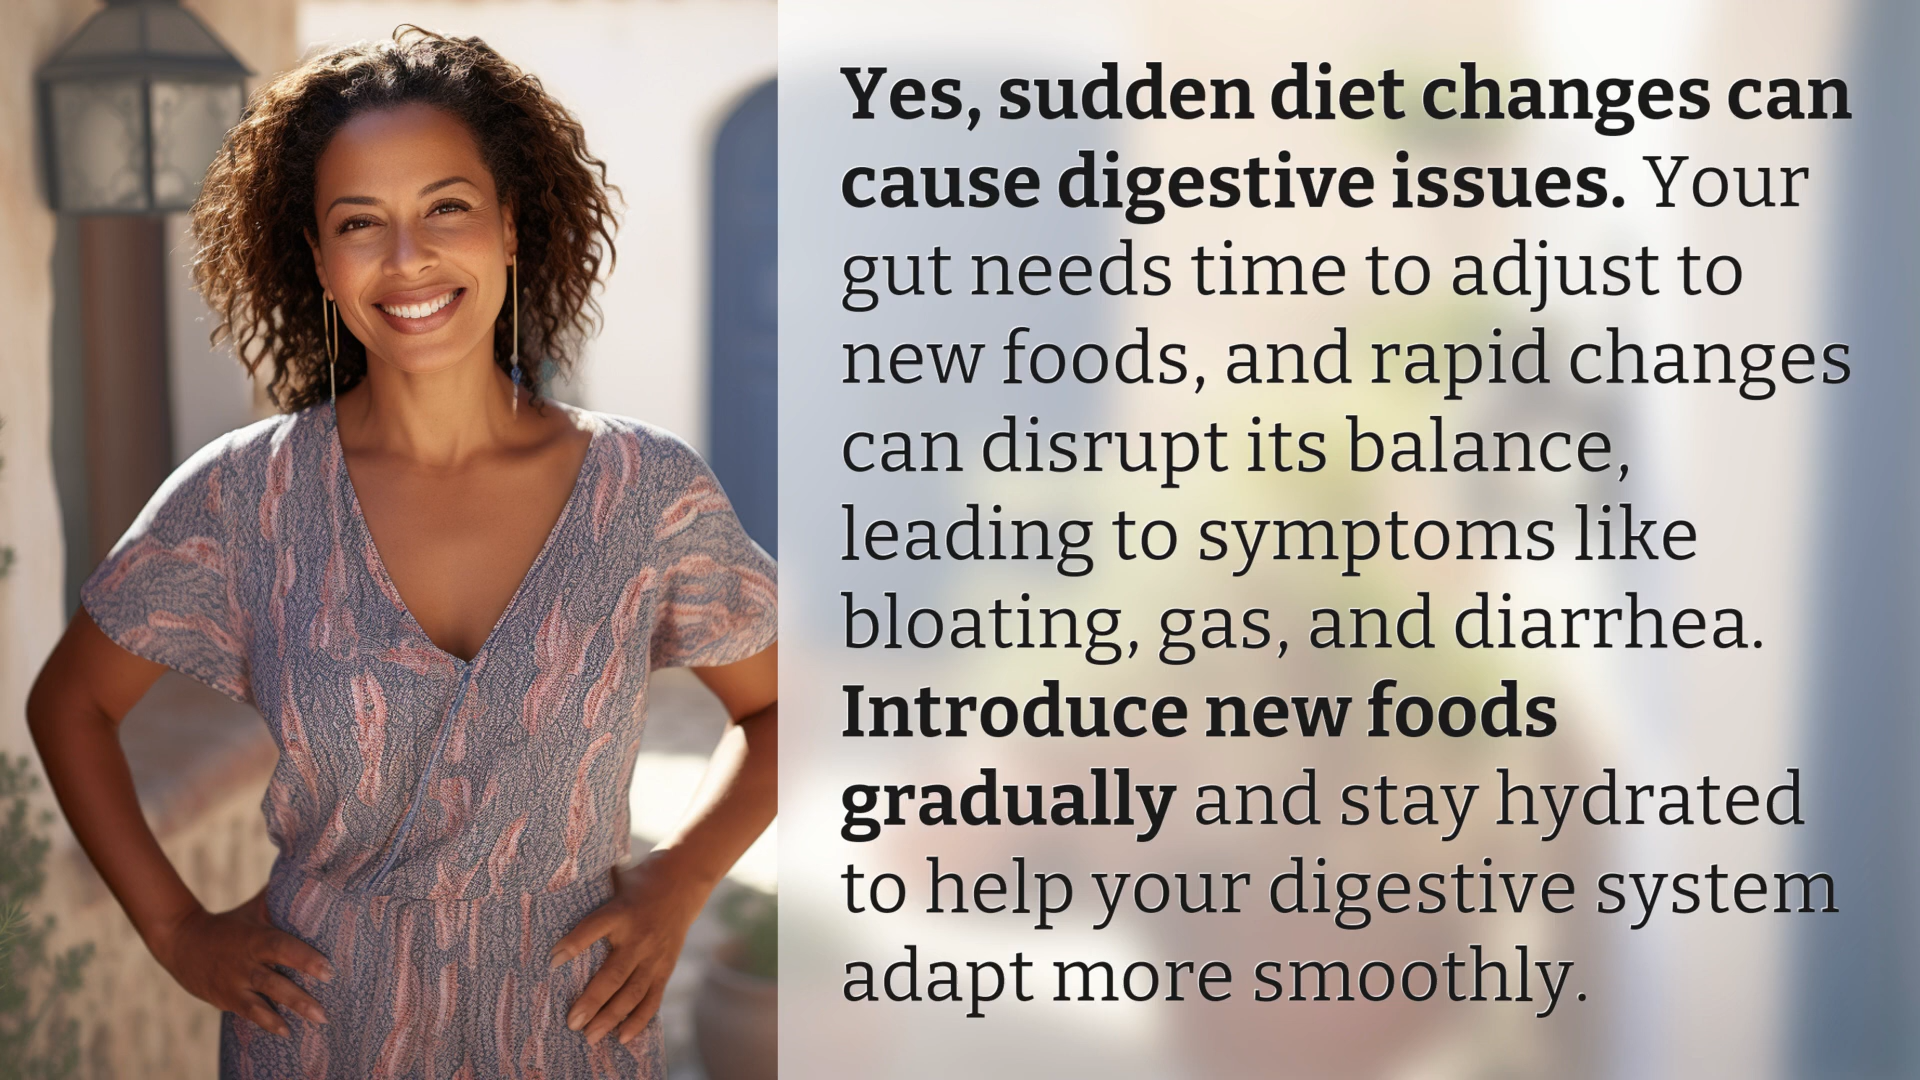 Yes, sudden diet changes can
cause digestive issues. Your
gut needs time to adjust to
new foods, and rapid changes
can disrupt its balance,
leading to symptoms like
bloating, gas, and diarrhea.
Introduce new foods
gradually and stay hydrated
to help your digestive system
adapt more smoothly.